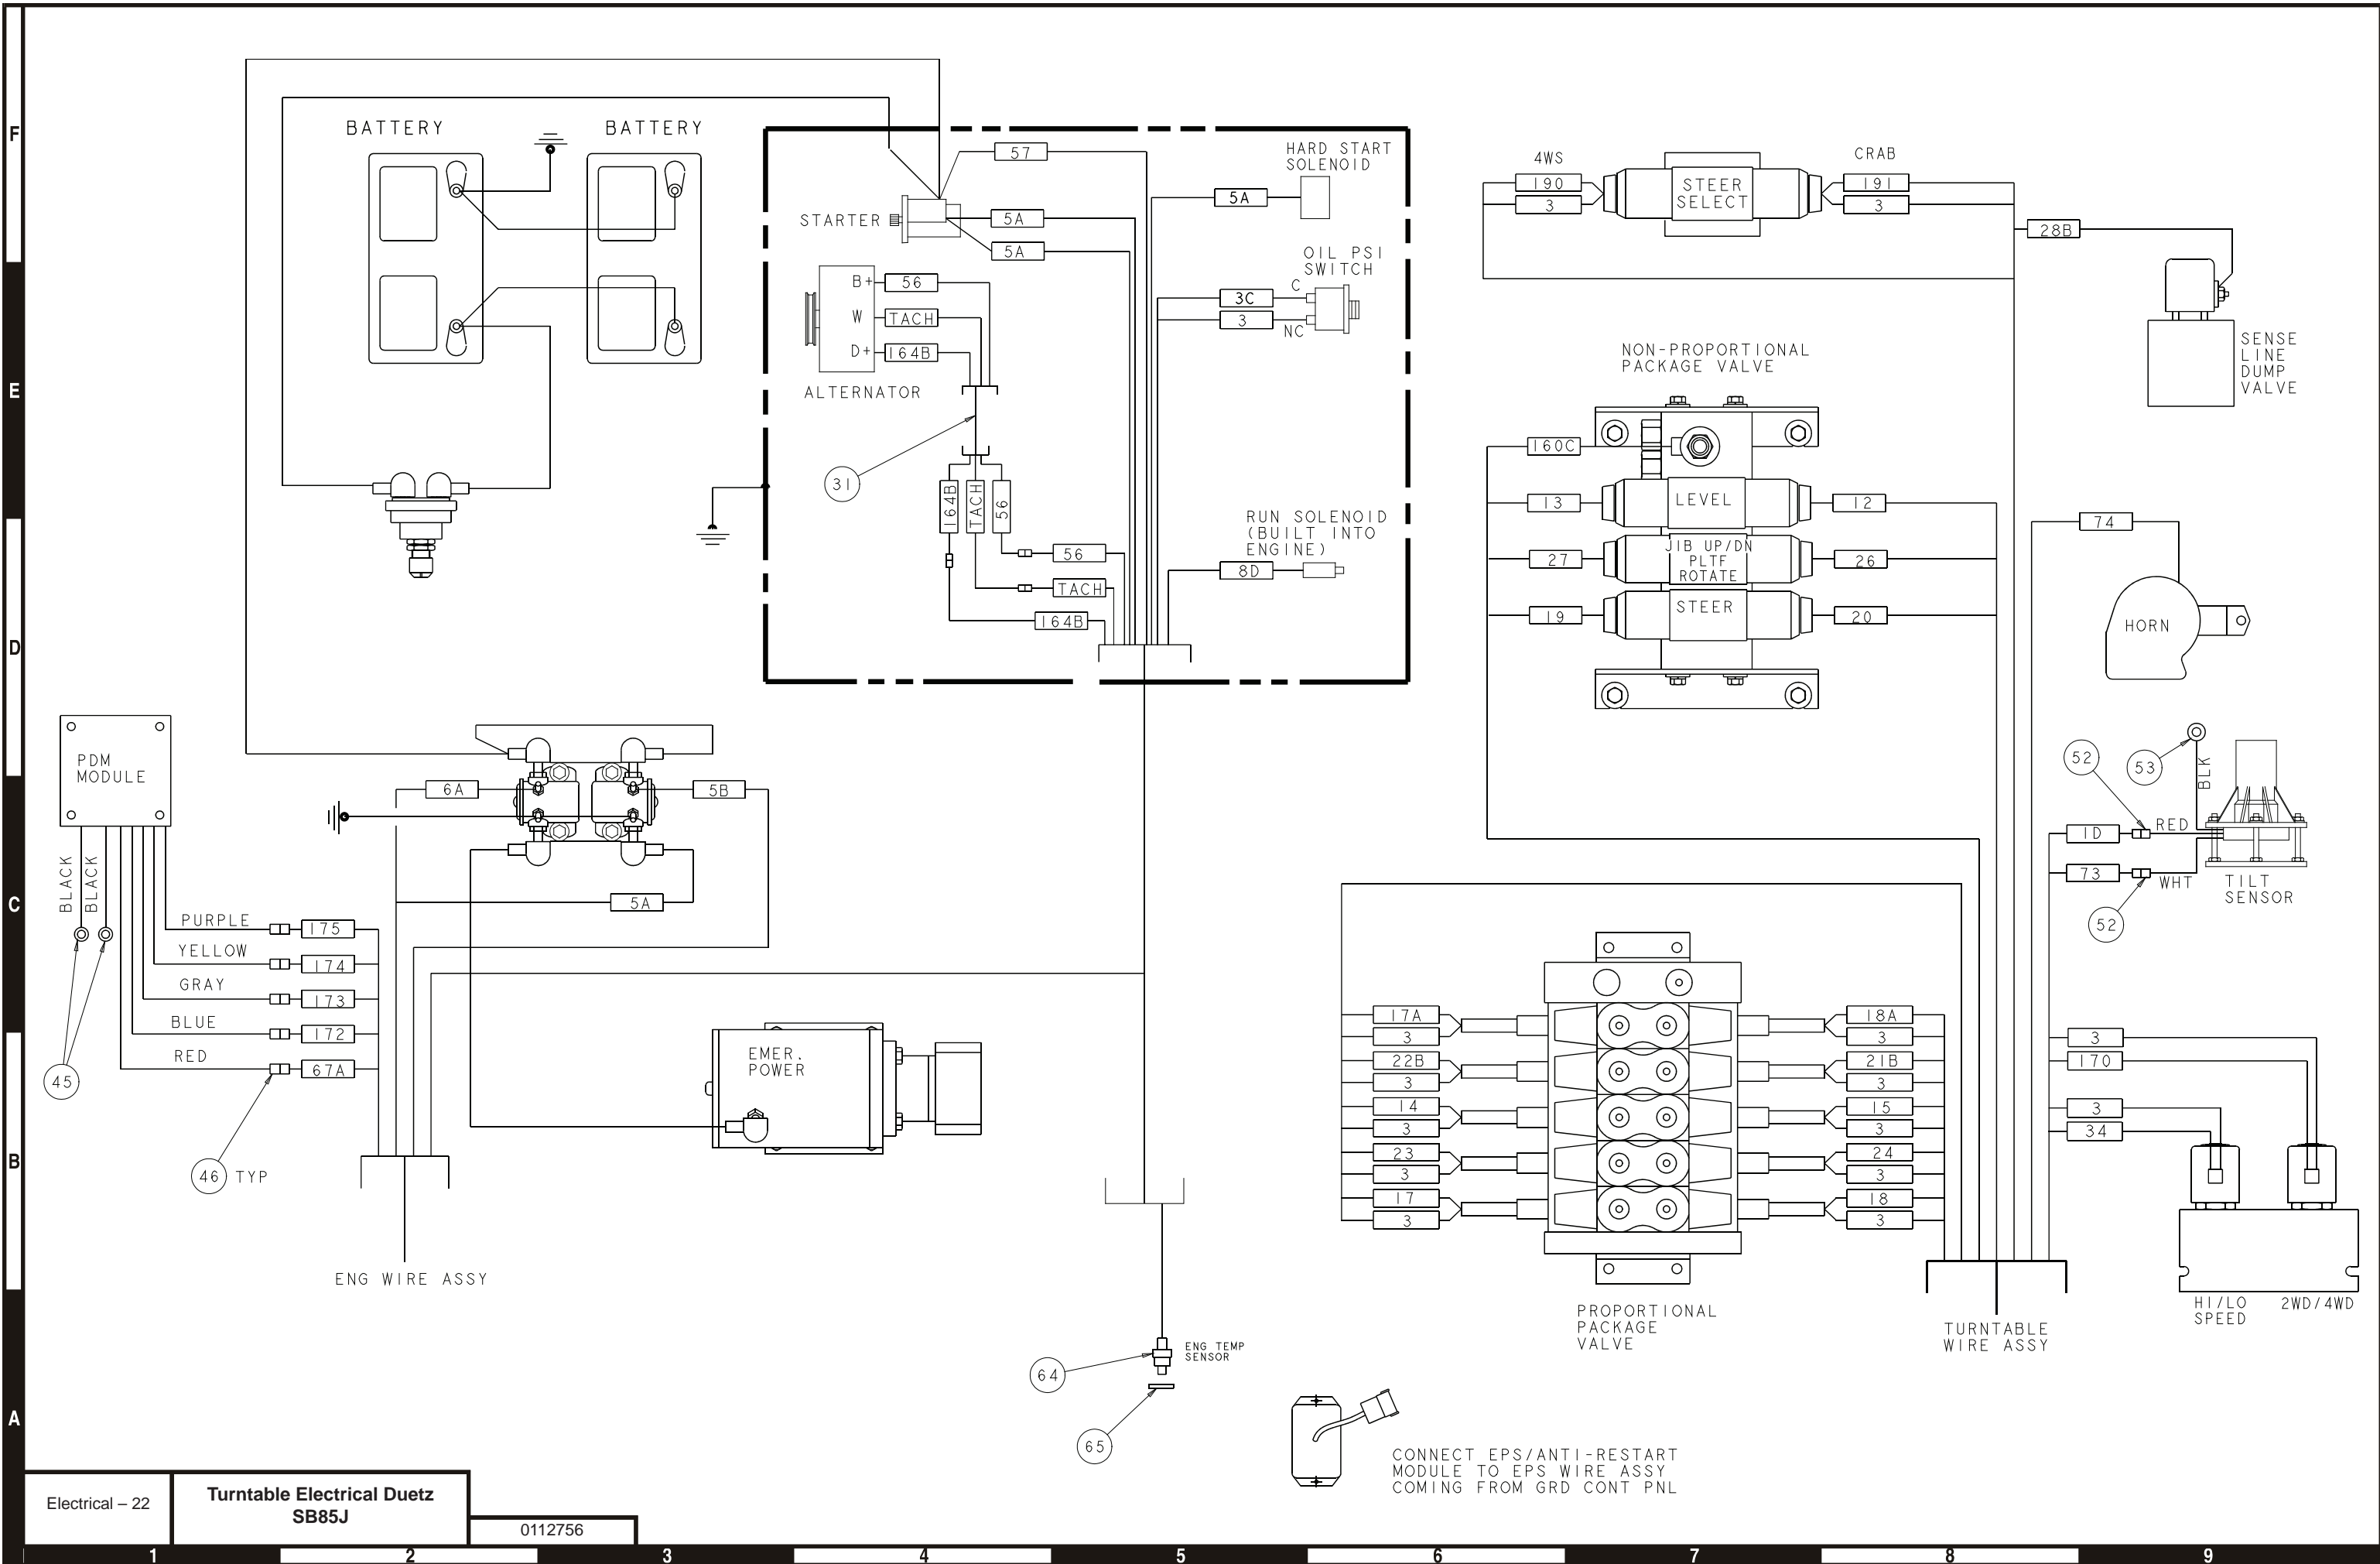 F
E
D
C
B
A
BATTERY
BATTERY
57
STARTER
5A
5A
B+
56
W
TACH
D+
164B
ALTERNATOR
31
164B
TACH
56
56
TACH
164B
HARD START
SOLENOID
5A
OIL PSI
SWITCH
C
3C
3
NC
RUN SOLENOID
(BUILT INTO
ENGINE)
8D
4WS
190
3
STEER
SELECT
CRAB
191
3
28B
SENSE
LINE
DUMP
VALVE
NON-PROPORTIONAL
PACKAGE VALVE
160C
13
LEVEL
12
27
JIB UP/DN
PLTF
ROTATE
26
19
STEER
20
74
HORN
PDM
MODULE
BLACK
BLACK
PURPLE
175
YELLOW
174
GRAY
173
BLUE
172
RED
67A
45
46 TYP
6A
5B
5A
EMER.
POWER
ENG WIRE ASSY
52
53
BLK
1D
RED
73
WHT
52
TILT
SENSOR
17A
3
22B
3
14
3
23
3
17
3
18A
3
21B
3
15
3
24
3
18
3
PROPORTIONAL
PACKAGE
VALVE
3
170
3
34
HI/LO
SPEED
2WD/4WD
TURNTABLE
WIRE ASSY
ENG TEMP
SENSOR
64
65
CONNECT EPS/ANTI-RESTART
MODULE TO EPS WIRE ASSY
COMING FROM GRD CONT PNL
Electrical – 22
Turntable Electrical Duetz
SB85J
0112756
1 2 3 4 5 6 7 8 9